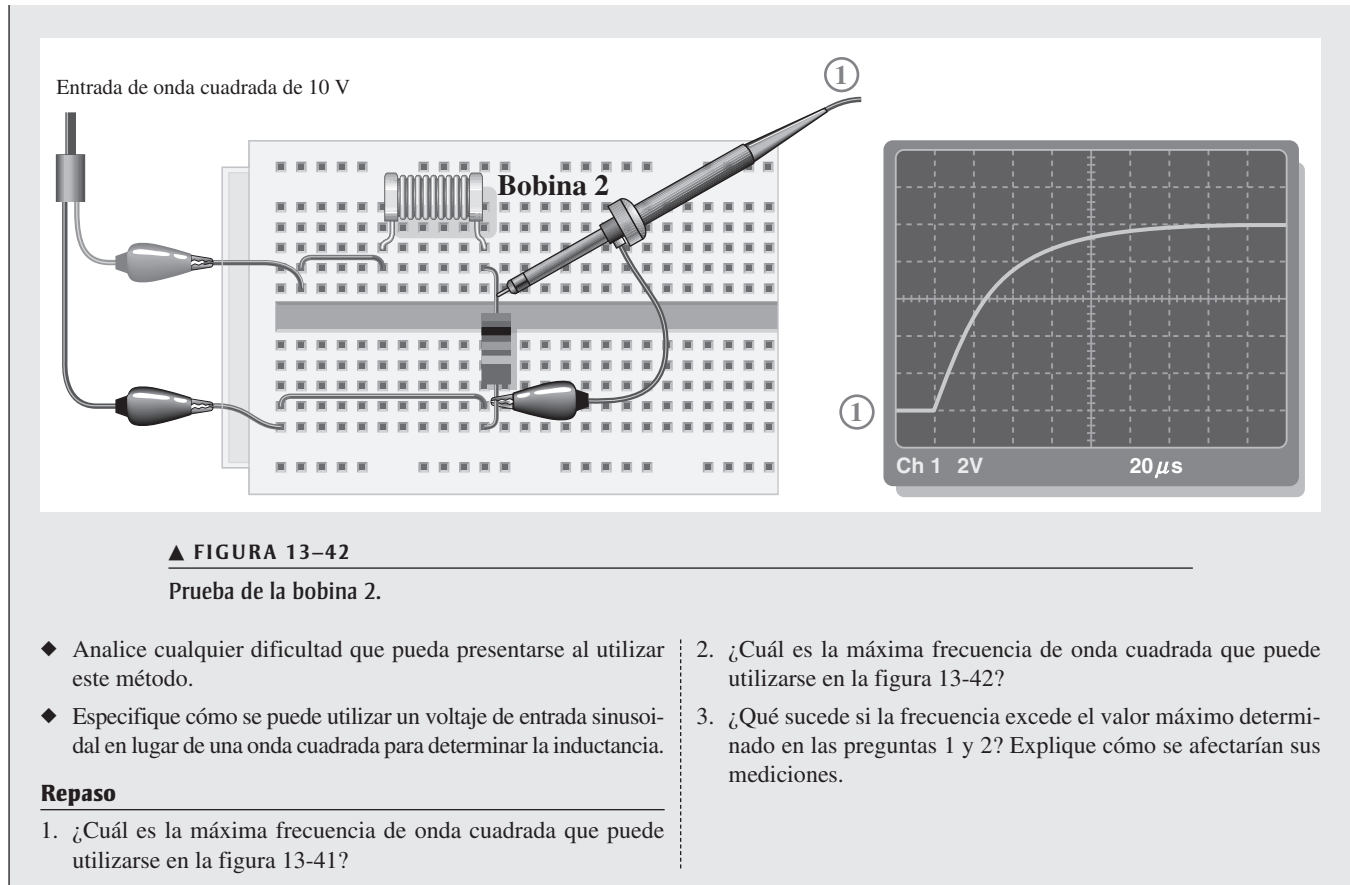 Entrada de onda cuadrada de 10 V
1
Bobina 2
1
Ch 1 2V 20 µs
▲ FIGURA 13–42
Prueba de la bobina 2.
◆ Analice cualquier dificultad que pueda presentarse al utilizar
este método.
◆ Especifique cómo se puede utilizar un voltaje de entrada sinusoi-
dal en lugar de una onda cuadrada para determinar la inductancia.
Repaso
1. ¿Cuál es la máxima frecuencia de onda cuadrada que puede
utilizarse en la figura 13-41?
2. ¿Cuál es la máxima frecuencia de onda cuadrada que puede
utilizarse en la figura 13-42?
3. ¿Qué sucede si la frecuencia excede el valor máximo determi-
nado en las preguntas 1 y 2? Explique cómo se afectarían sus
mediciones.